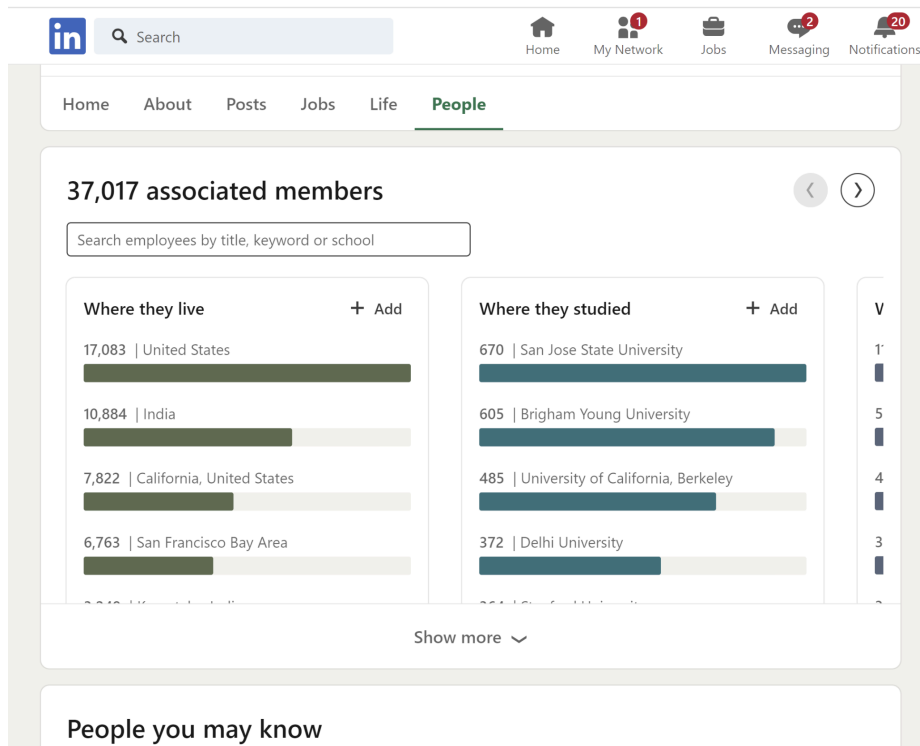 in
Search
1
2
20
Home
My Network
Jobs
Messaging
Notifications
Home
About
Posts
Jobs
Life
People
37,017 associated members
Search employees by title, keyword or school
Where they live
+ Add
17,083 | United States
10,884 | India
7,822 | California, United States
6,763 | San Francisco Bay Area
Where they studied
+ Add
670 | San Jose State University
605 | Brigham Young University
485 | University of California, Berkeley
372 | Delhi University
Show more
People you may know